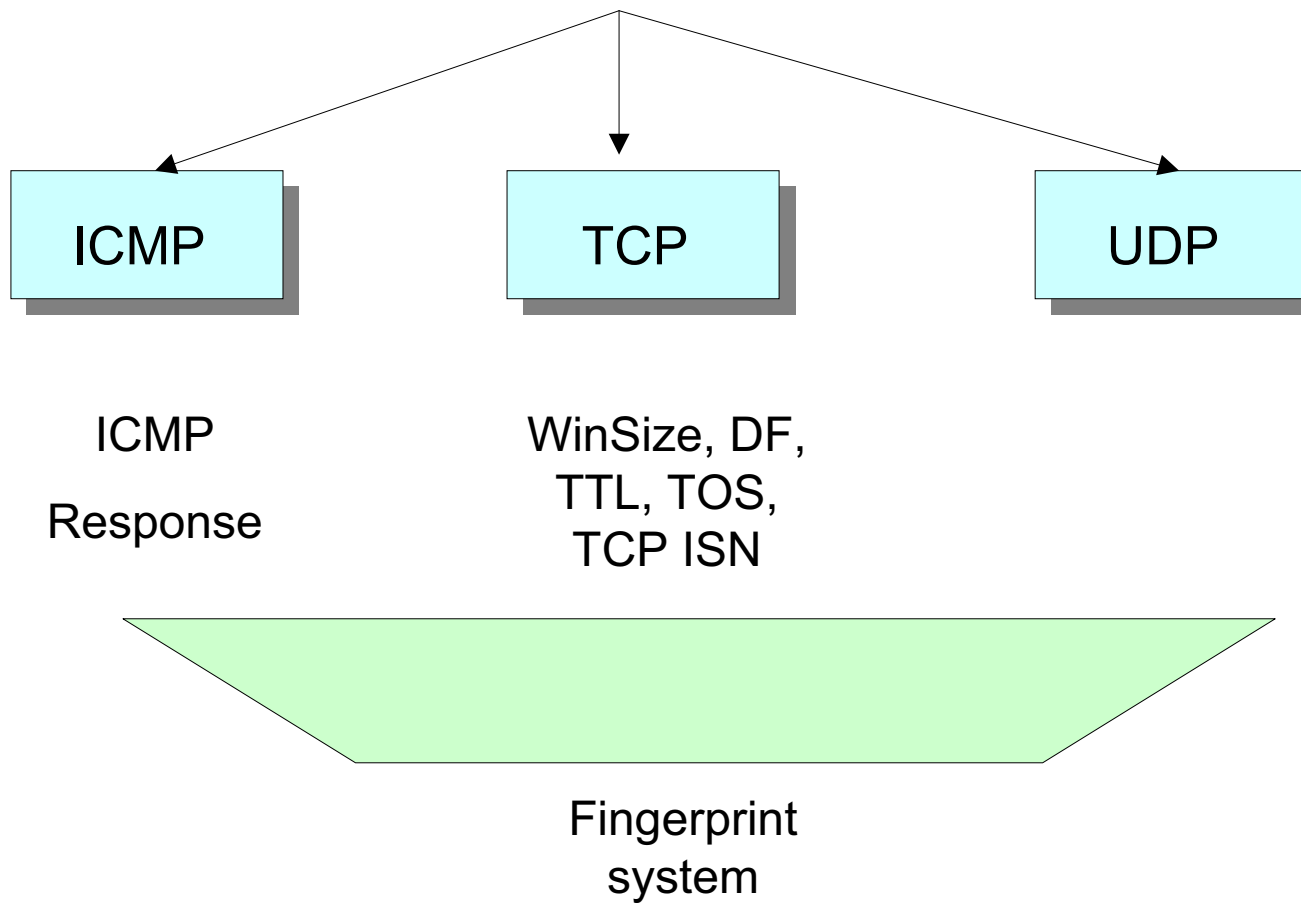 ICMP
TCP
UDP
ICMP
Response
WinSize, DF,
TTL, TOS,
TCP ISN
Fingerprint
system